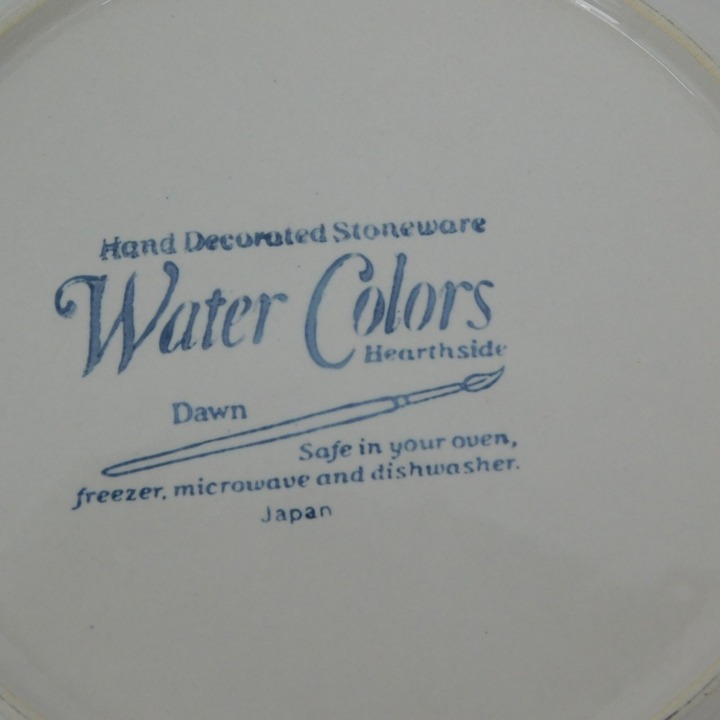 Hand Decorated Stoneware
Water Colors
Hearthside
Dawn
Safe in your oven,
freezer, microwave and dishwasher.
Japan